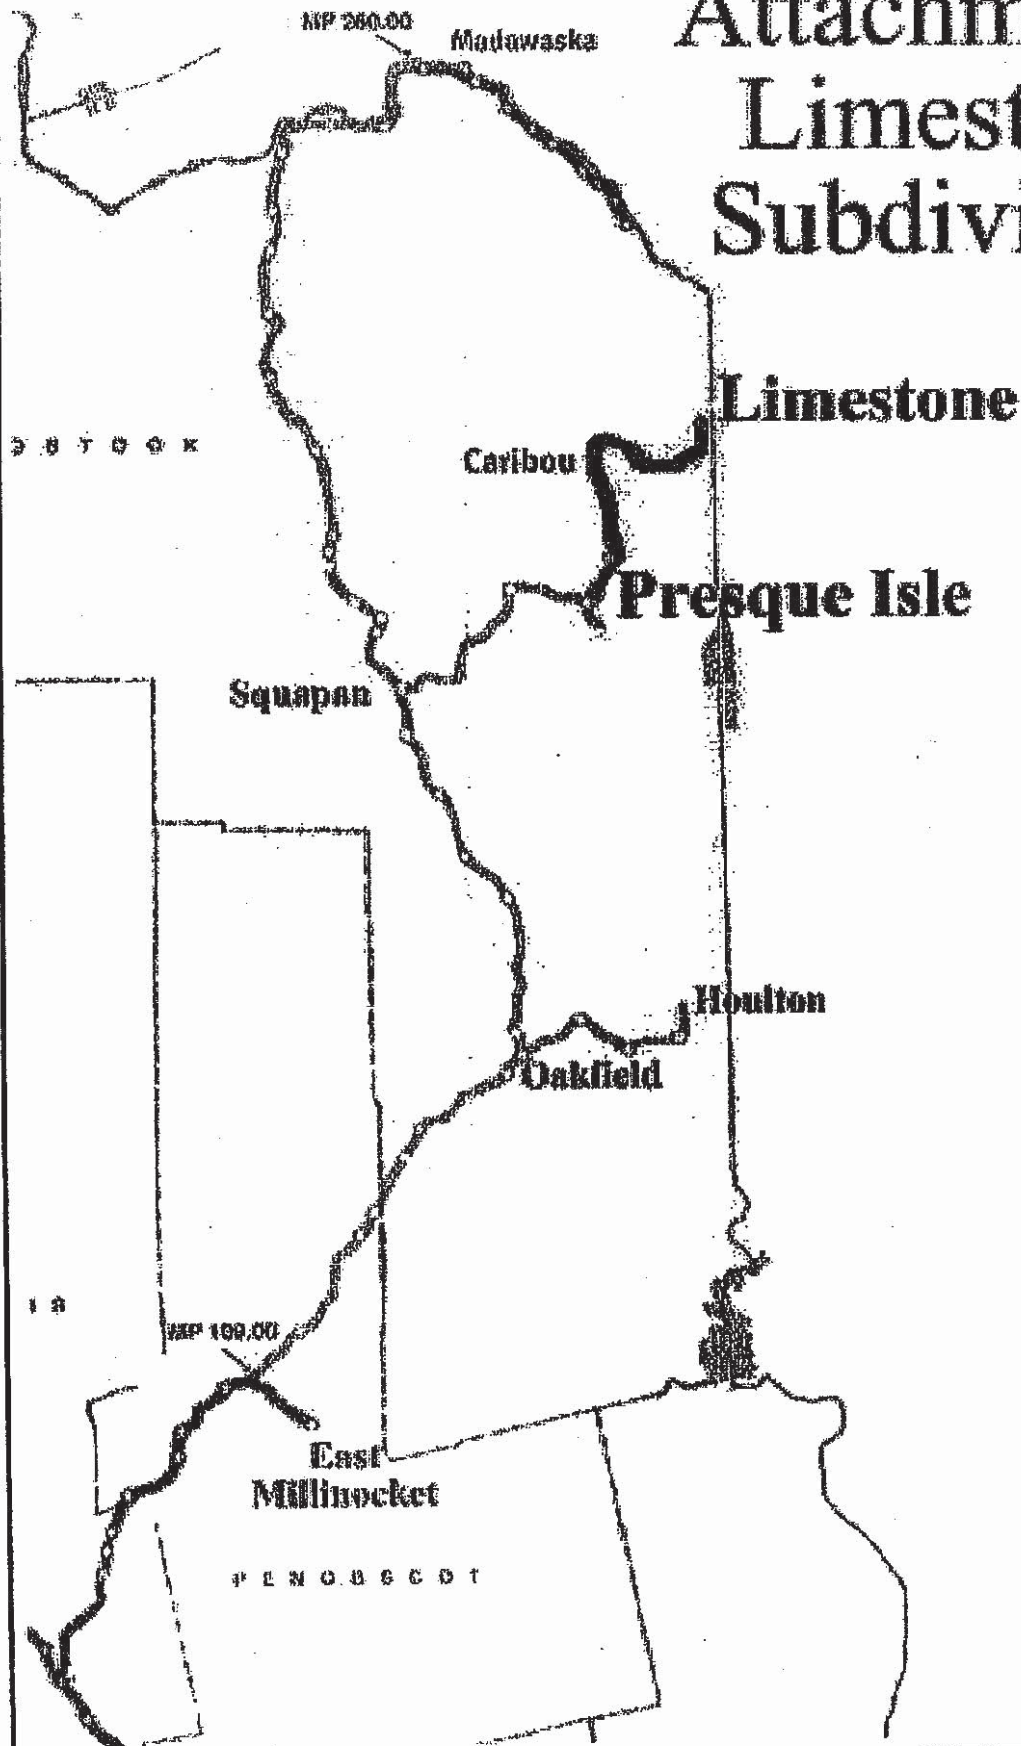 MP 260.00
Madawaska
Attachm
Limest
Subdivi
Limestone
OSTOOK
Caribou
Presque Isle
Squapan
Houlton
Oakfield
MP 109.00
East
Millinocket
PENOBSCOT